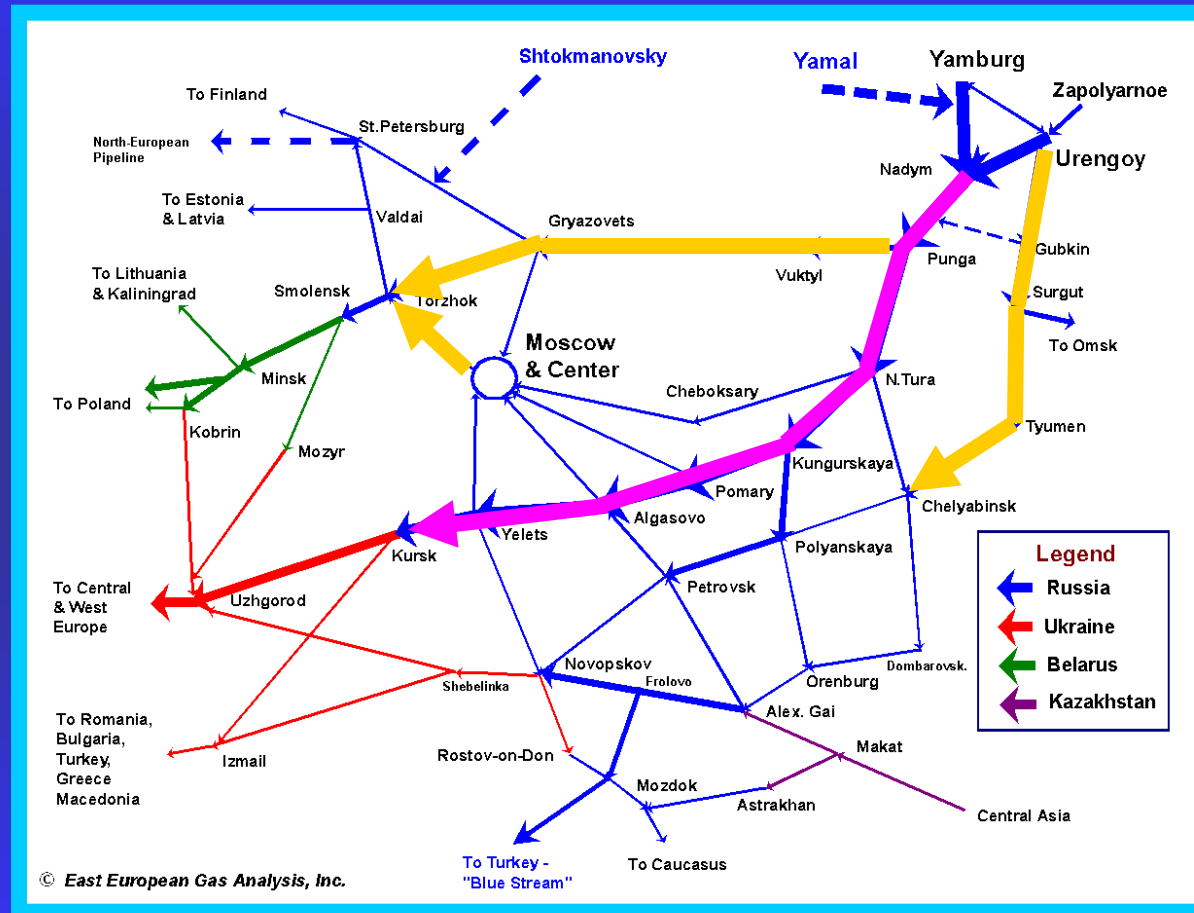 Shtokmanovsky
Yamal
Yamburg
To Finland
Zapolyarnoe
St.Petersburg
North-European
Pipeline
Urengoy
Nadym
To Estonia
& Latvia
Valdai
Gryazovets
Vuktyl
Punga
Gubkin
To Lithuania
& Kaliningrad
Smolensk
Torzhok
Surgut
To Omsk
Moscow
& Center
Minsk
Cheboksary
N.Tura
To Poland
Kobrin
Mozyr
Tyumen
Kungurskaya
Pomary
Chelyabinsk
Algasovo
Yelets
Kursk
Polyanskaya
Petrovsk
To Central
& West
Europe
Uzhgorod
Legend
Russia
Ukraine
Belarus
Kazakhstan
Novopskov
Frolovo
Shebelinka
Orenburg
Dombarovsk.
Alex. Gai
To Romania,
Bulgaria,
Turkey,
Greece
Macedonia
Izmail
Rostov-on-Don
Makat
Mozdok
Astrakhan
Central Asia
To Turkey -
"Blue Stream"
To Caucasus
© East European Gas Analysis, Inc.